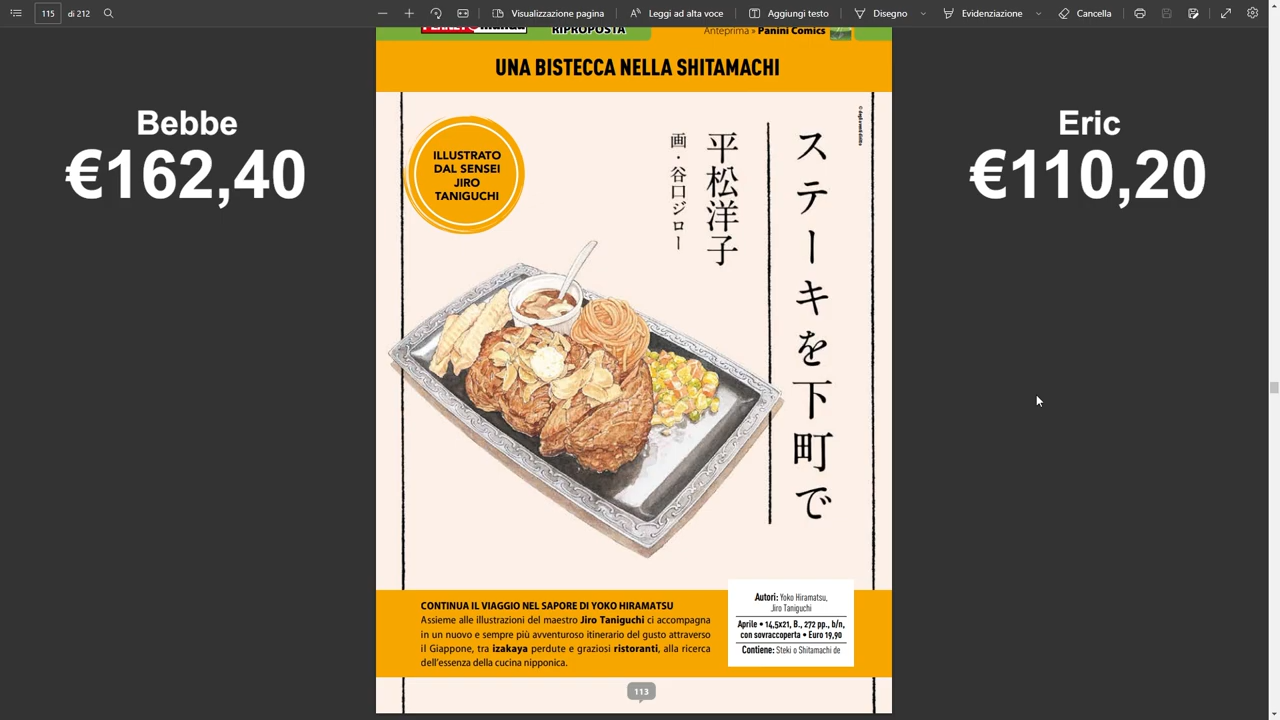 115 di 212 Visualizzazione pagina Leggi ad alta voce Aggiungi testo Disegno Evidenziazione Cancella
RIPROPOSTA
Anteprima » Panini Comics
UNA BISTECCA NELLA SHITAMACHI
Bebbe
€162,40
Eric
€110,20
ILLUSTRATO
DAL SENSEI
JIRO
TANIGUCHI
ステーキを下町で
平松洋子
画・谷口ジロー
CONTINUA IL VIAGGIO NEL SAPORE DI YOKO HIRAMATSU
Assieme alle illustrazioni del maestro Jiro Taniguchi ci accompagna
in un nuovo e sempre più avventuroso itinerario del gusto attraverso
il Giappone, tra izakaya perdute e graziosi ristoranti, alla ricerca
dell'essenza della cucina nipponica.
Autori: Yoko Hiramatsu,
Jiro Taniguchi
Aprile • 14,5x21, B., 272 pp., b/n,
con sovraccoperta • Euro 19,90
Contiene: Steki o Shitamachi de
113